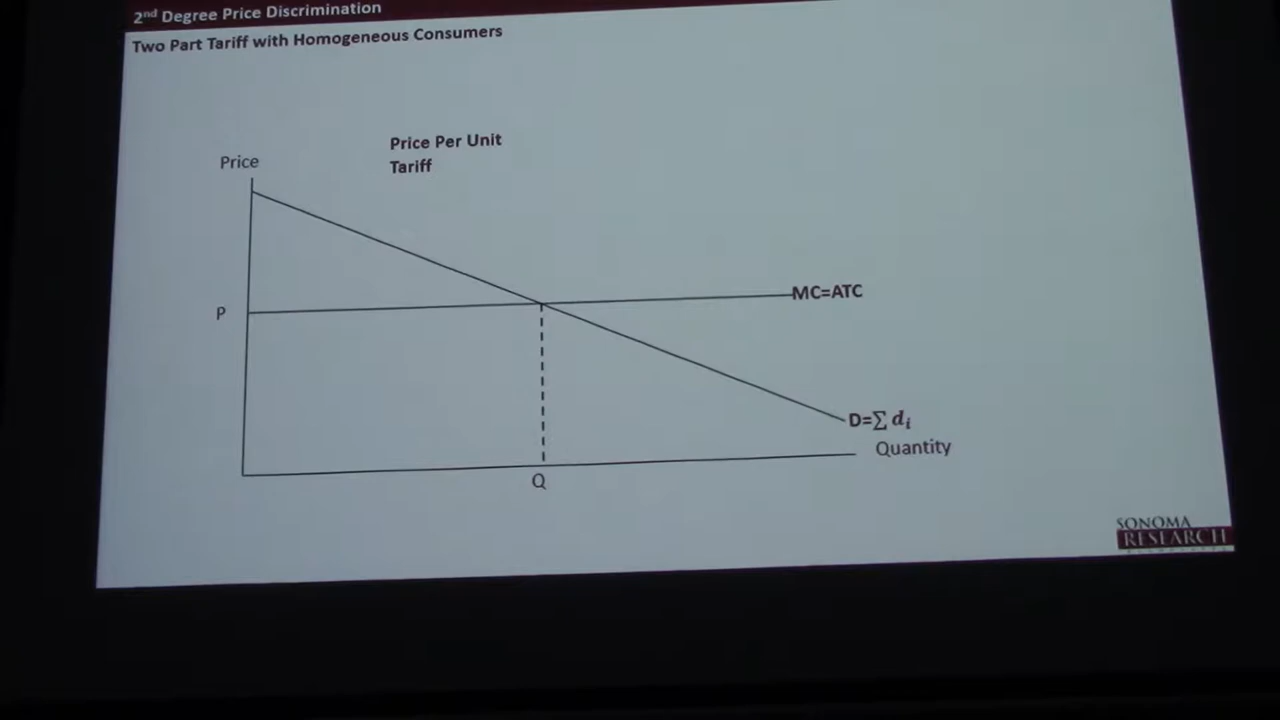 2nd Degree Price Discrimination
Two Part Tariff with Homogeneous Consumers
Price Per Unit
Tariff
Price
MC=ATC
P
D=∑ dᵢ
Quantity
Q
SONOMA
RESEARCH